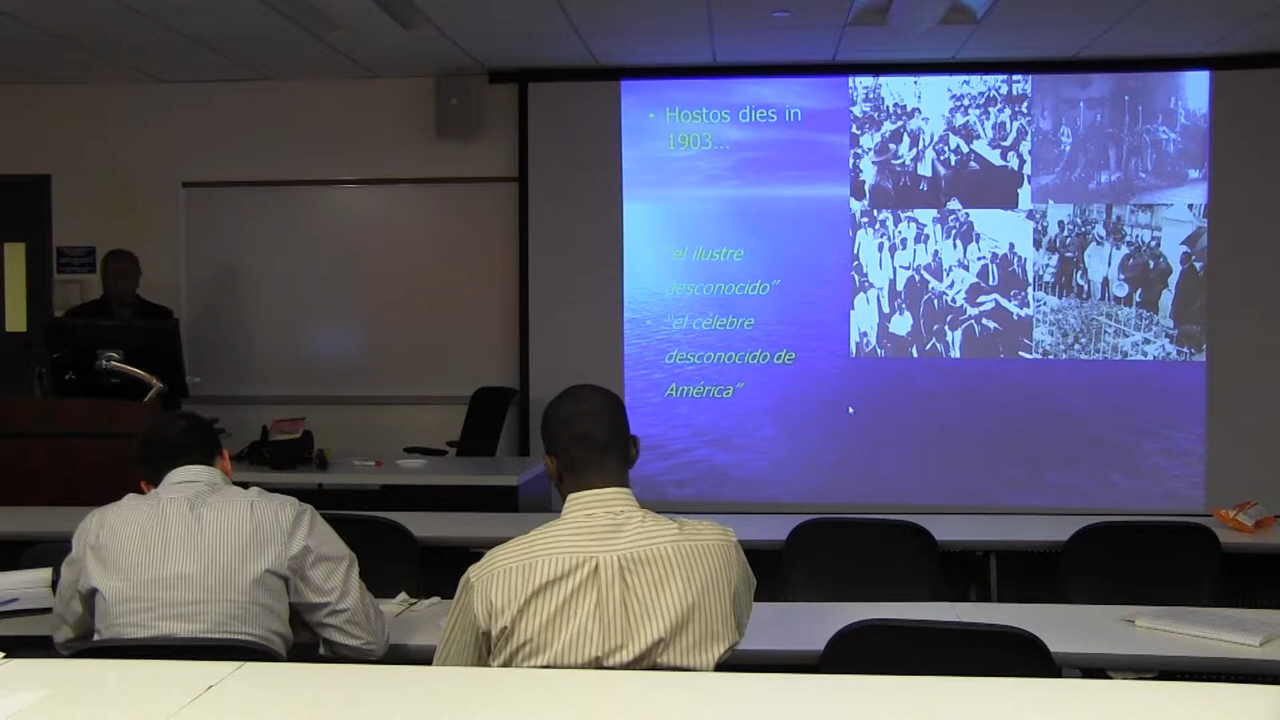 • Hostos dies in
1903...
"el ilustre
desconocido"
• "el célebre
desconocido de
América"